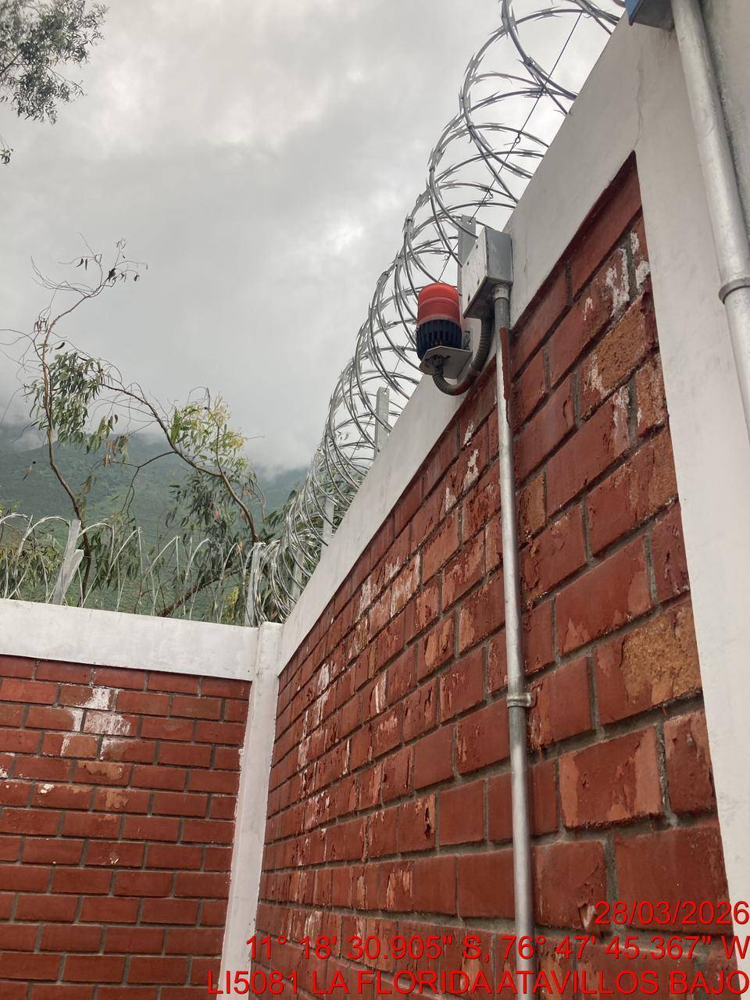 28/03/2026
11° 18' 30.905" S, 76° 47' 45.367" W
LI5081 LA FLORIDA ATAVILLOS BAJO